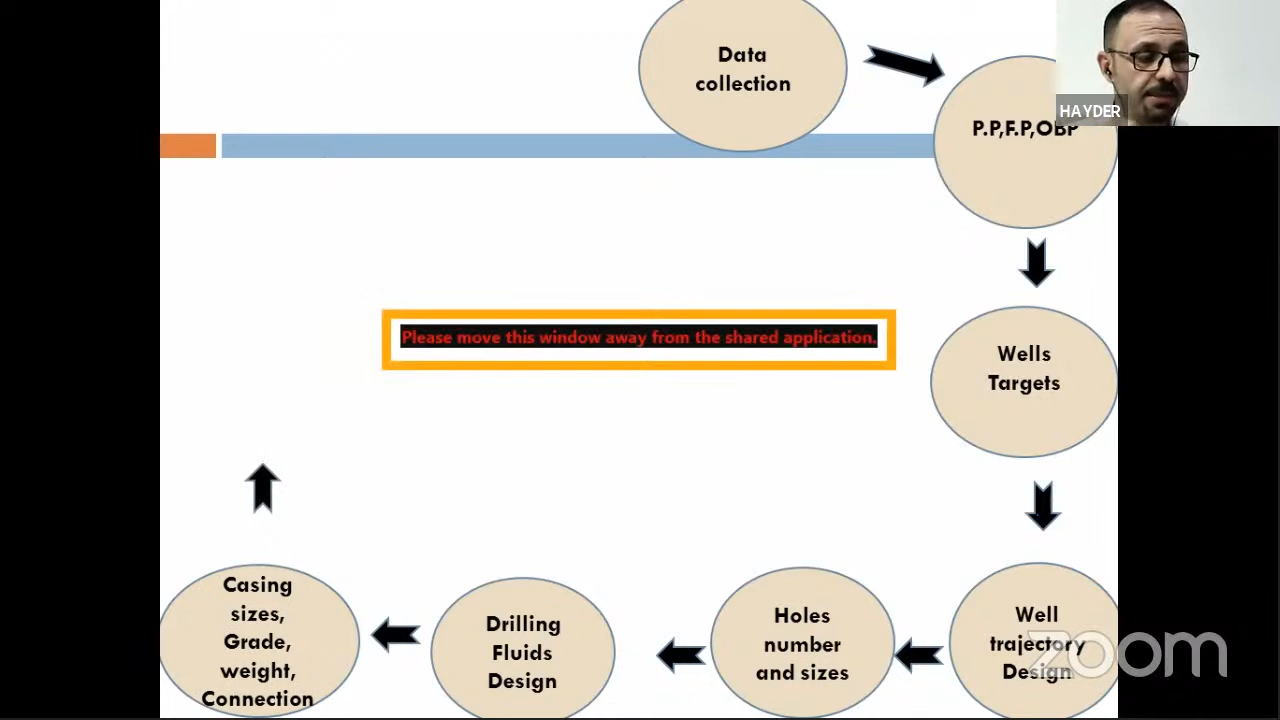 Data
collection
HAYDER
P.P,F.P,OBP
Please move this window away from the shared application.
Wells
Targets
Casing
sizes,
Grade,
weight,
Connection
Drilling
Fluids
Design
Holes
number
and sizes
Well
trajectory
Design
zoom